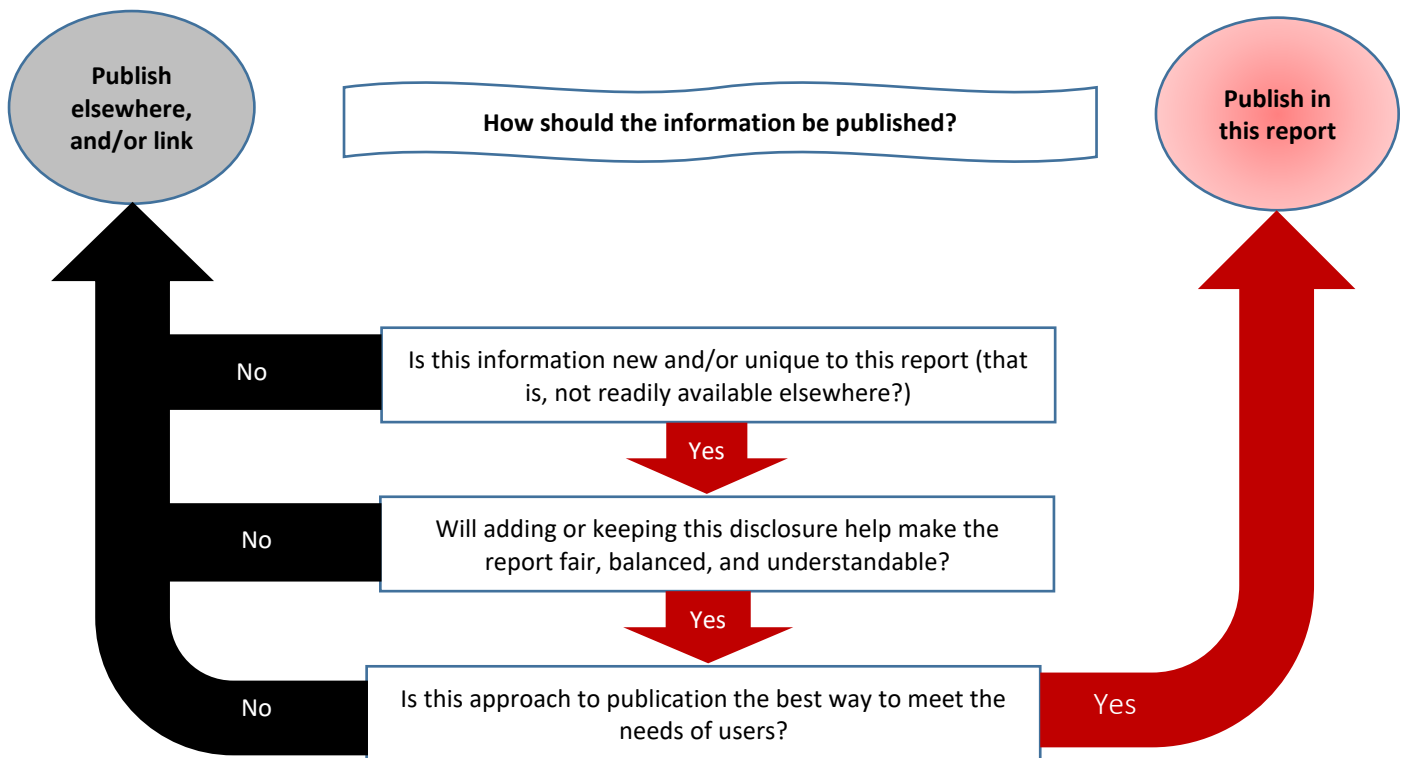 Publish
elsewhere,
and/or link
How should the information be published?
Publish in
this report
No
Is this information new and/or unique to this report (that
is, not readily available elsewhere?)
Yes
No
Will adding or keeping this disclosure help make the
report fair, balanced, and understandable?
Yes
No
Is this approach to publication the best way to meet the
needs of users?
Yes